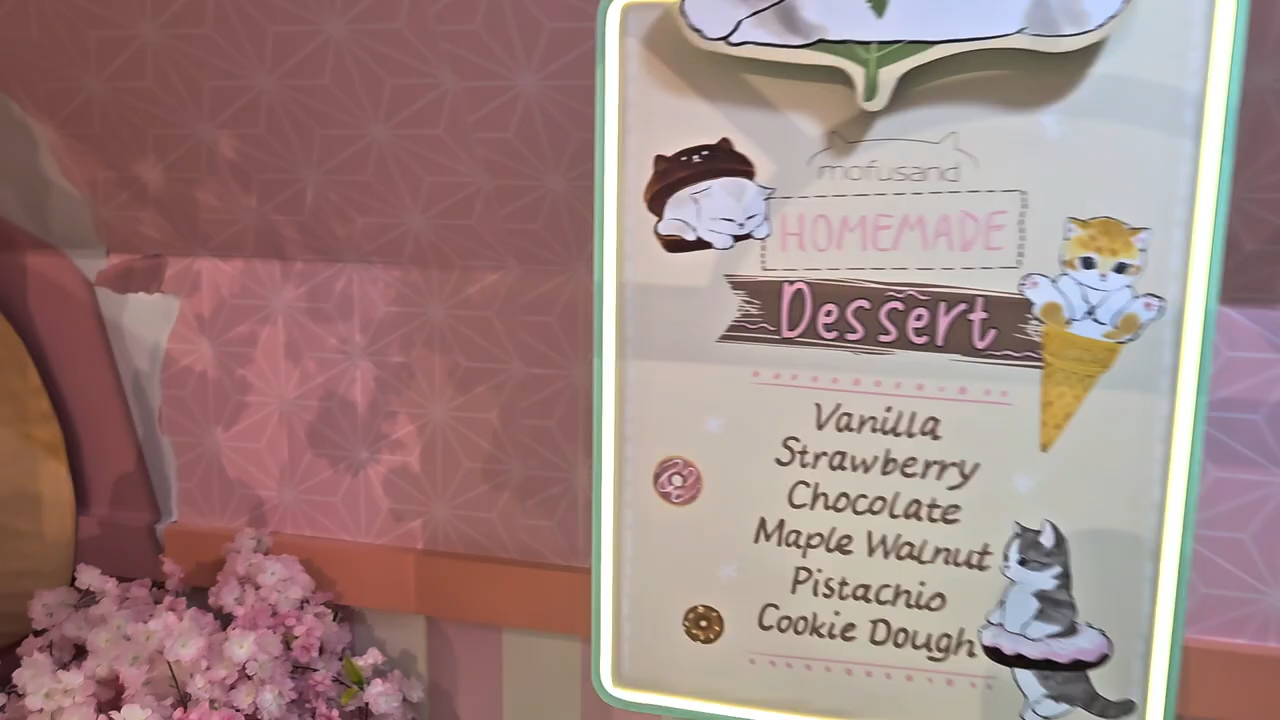 mofusand
HOMEMADE
Dessert
Vanilla
Strawberry
Chocolate
Maple Walnut
Pistachio
Cookie Dough